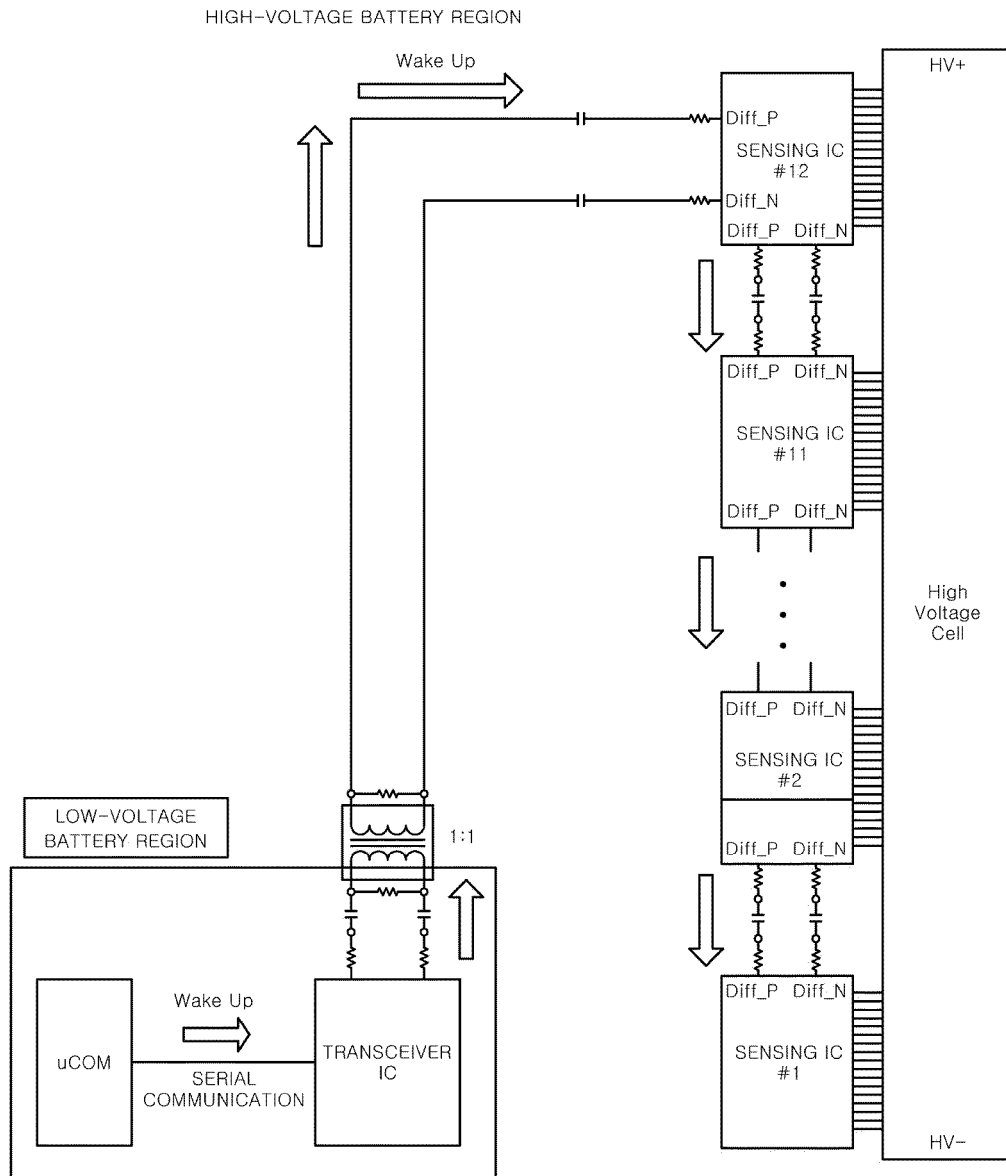 HIGH-VOLTAGE BATTERY REGION
Wake Up
HV+
Diff_P
SENSING IC
#12
Diff_N
Diff_P Diff_N
Diff_P Diff_N
SENSING IC
#11
Diff_P Diff_N
High
Voltage
Cell
Diff_P Diff_N
SENSING IC
#2
Diff_P Diff_N
LOW-VOLTAGE
BATTERY REGION
1:1
Wake Up
uCOM
SERIAL
COMMUNICATION
TRANSCEIVER
IC
Diff_P Diff_N
SENSING IC
#1
HV-